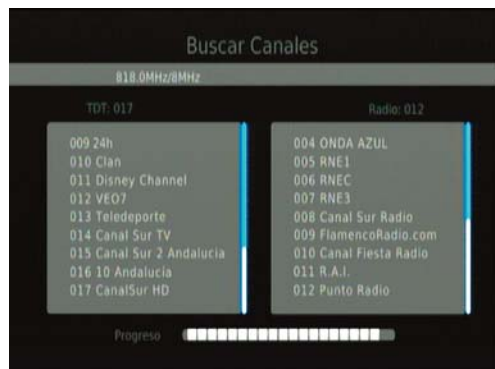 Buscar Canales
818.0MHz/8MHz
TDT: 017
Radio: 012
009 24h
010 Clan
011 Disney Channel
012 VEO7
013 Teledeporte
014 Canal Sur TV
015 Canal Sur 2 Andalucia
016 10 Andalucía
017 CanalSur HD
004 ONDA AZUL
005 RNE1
006 RNEC
007 RNE3
008 Canal Sur Radio
009 FlamencoRadio.com
010 Canal Fiesta Radio
011 R.A.I.
012 Punto Radio
Progreso